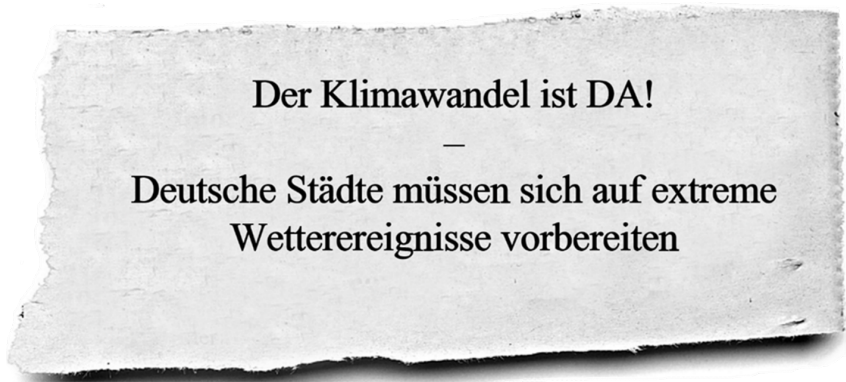 Der Klimawandel ist DA!
–
Deutsche Städte müssen sich auf extreme
Wetterereignisse vorbereiten